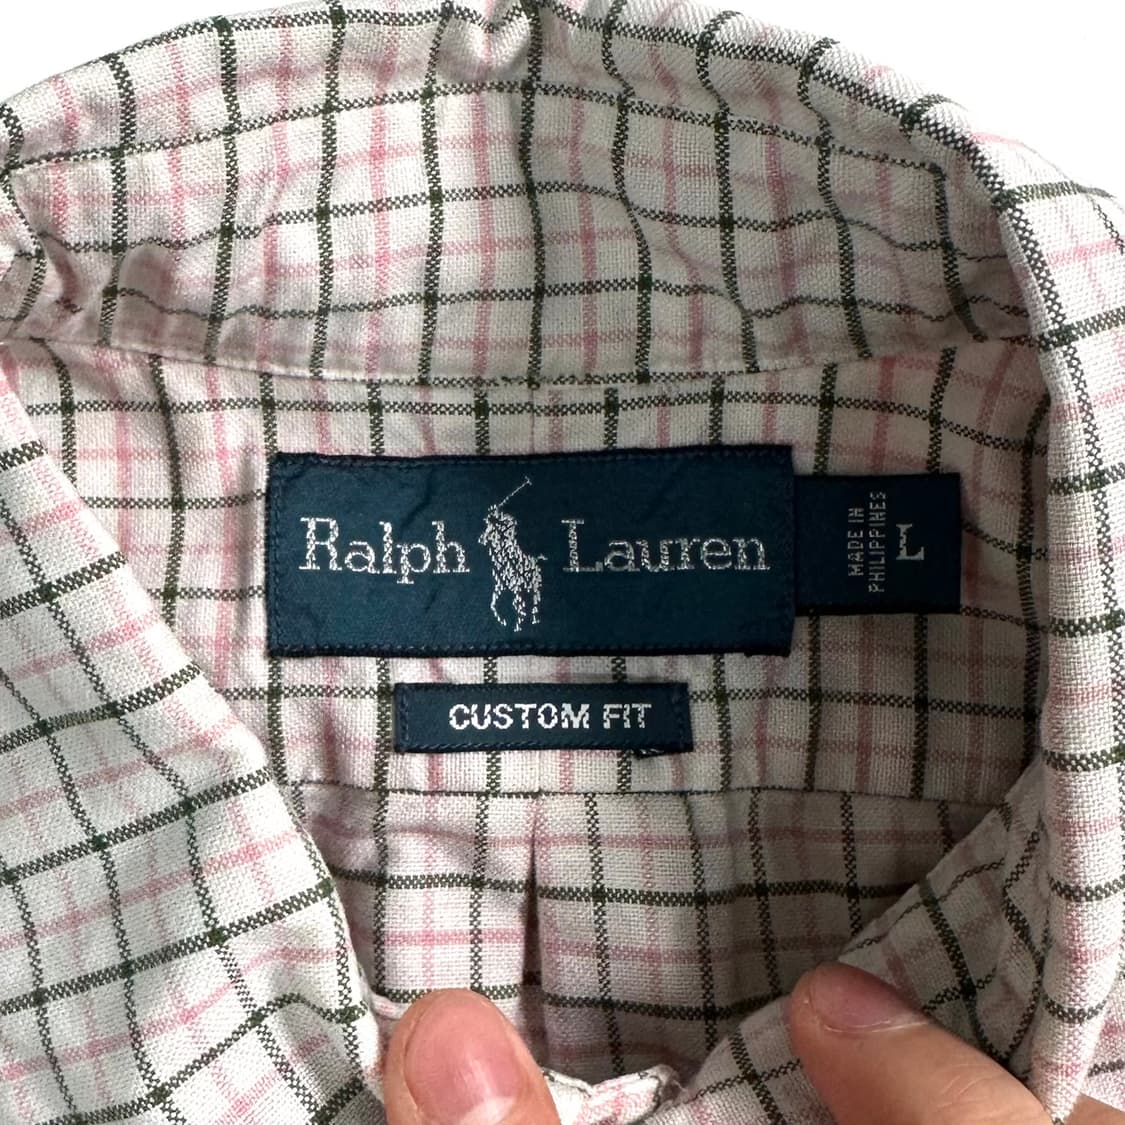 Ralph Lauren
MADE IN
PHILIPPINES
L
CUSTOM FIT